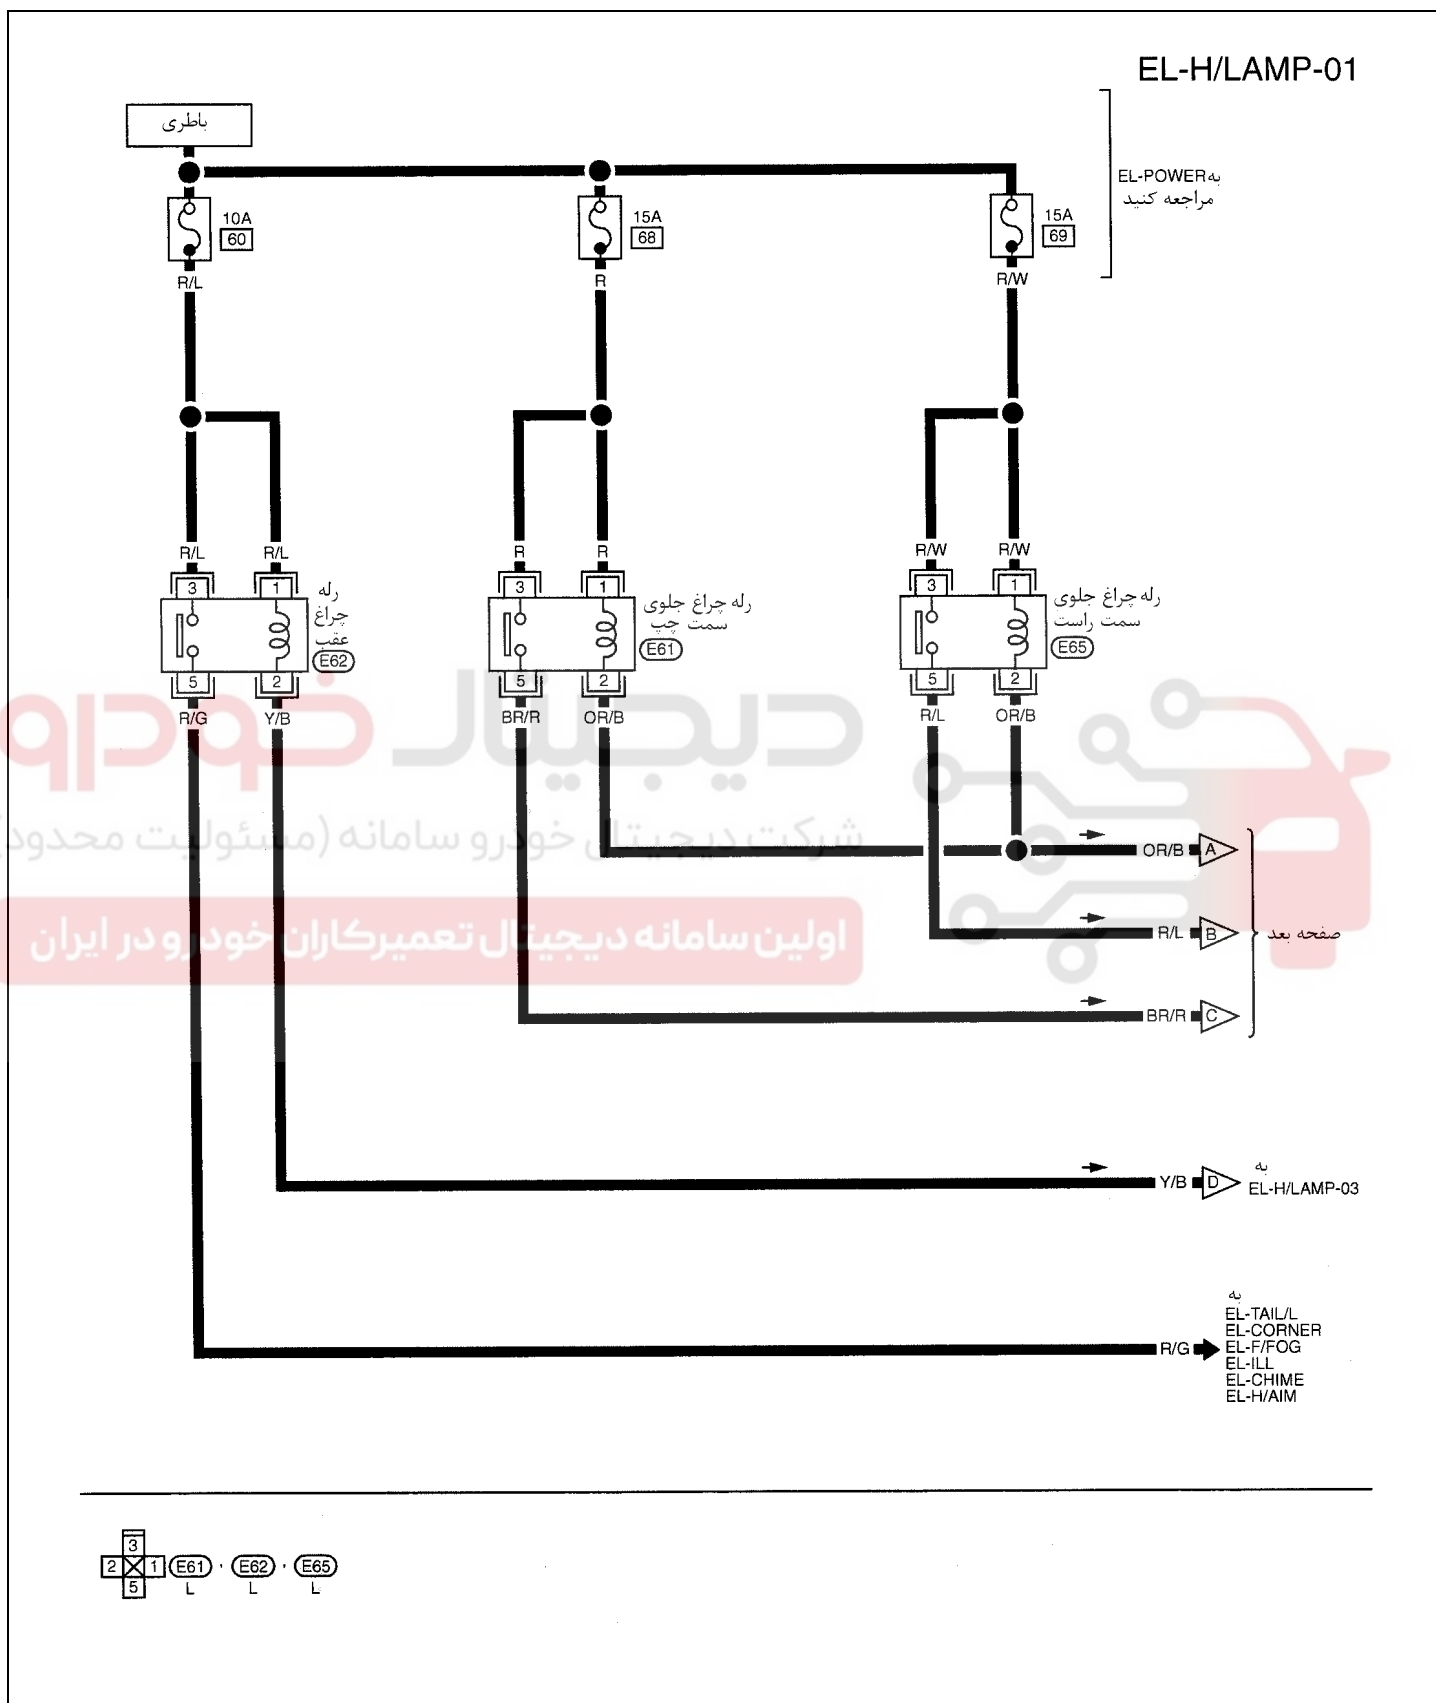 EL-H/LAMP-01
باطری
به EL-POWER
مراجعه کنید
10A
60
15A
68
15A
69
R/L
R
R/W
R/L
R/L
R
R
R/W
R/W
3
1
3
1
3
1
رله
چراغ
عقب
E62
رله چراغ جلوی
سمت چپ
E61
رله چراغ جلوی
سمت راست
E65
5
2
5
2
5
2
R/G
Y/B
BR/R
OR/B
R/L
OR/B
دیجیتال خودرو
شرکت دیجیتال خودرو سامانه (مسئولیت محدود)
اولین سامانه دیجیتال تعمیرکاران خودرو در ایران
OR/B
A
R/L
B
صفحه بعد
BR/R
C
Y/B
D
به
EL-H/LAMP-03
R/G
به
EL-TAIL/L
EL-CORNER
EL-F/FOG
EL-ILL
EL-CHIME
EL-H/AIM
3
2
1
5
E61 , E62 , E65
L L L